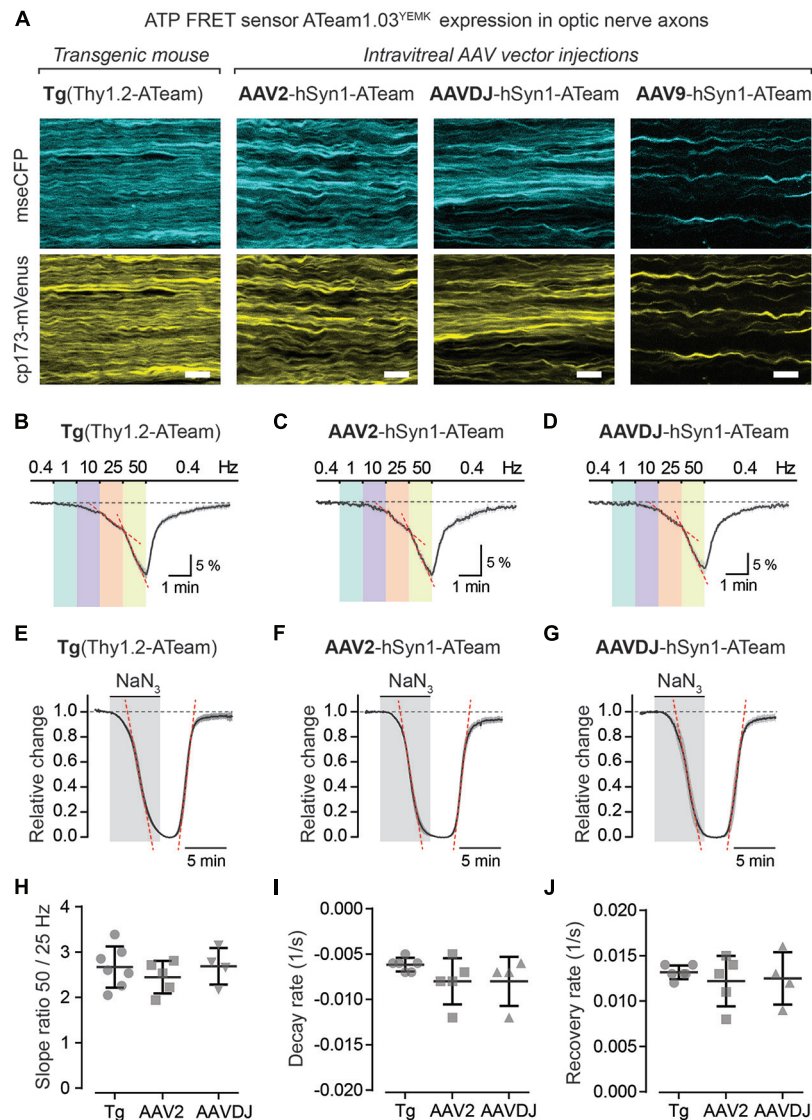 A
ATP FRET sensor ATeam1.03YEMK expression in optic nerve axons
Transgenic mouse
Intravitreal AAV vector injections
Tg(Thy1.2-ATeam)
AAV2-hSyn1-ATeam
AAVDJ-hSyn1-ATeam
AAV9-hSyn1-ATeam
mseCFP
cp173-mVenus
B
Tg(Thy1.2-ATeam)
0.4 1 10 25 50 0.4 Hz
5 %
1 min
C
AAV2-hSyn1-ATeam
0.4 1 10 25 50 0.4 Hz
5 %
1 min
D
AAVDJ-hSyn1-ATeam
0.4 1 10 25 50 0.4 Hz
5 %
1 min
E
Tg(Thy1.2-ATeam)
NaN3
Relative change
1.0
0.8
0.6
0.4
0.2
0.0
5 min
F
AAV2-hSyn1-ATeam
NaN3
Relative change
1.0
0.8
0.6
0.4
0.2
0.0
5 min
G
AAVDJ-hSyn1-ATeam
NaN3
Relative change
1.0
0.8
0.6
0.4
0.2
0.0
5 min
H
Slope ratio 50 / 25 Hz
4
3
2
1
0
Tg AAV2 AAVDJ
I
Decay rate (1/s)
0.000
-0.005
-0.010
-0.015
-0.020
Tg AAV2 AAVDJ
J
Recovery rate (1/s)
0.020
0.015
0.010
0.005
0.000
Tg AAV2 AAVDJ